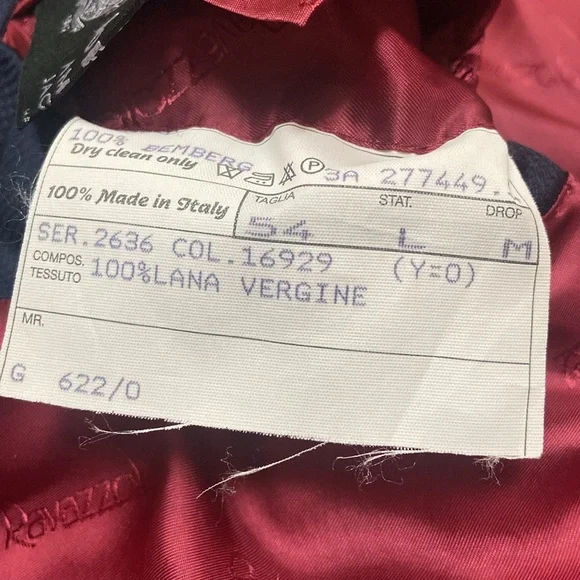 100% BEMBERG
Dry clean only
P
3A 277449.
100% Made in Italy
TAGLIA STAT. DROP
54 L M
SER.2636 COL.16929 (Y=0)
COMPOS. TESSUTO 100%LANA VERGINE
MR.
G 622/0
Ravazzo